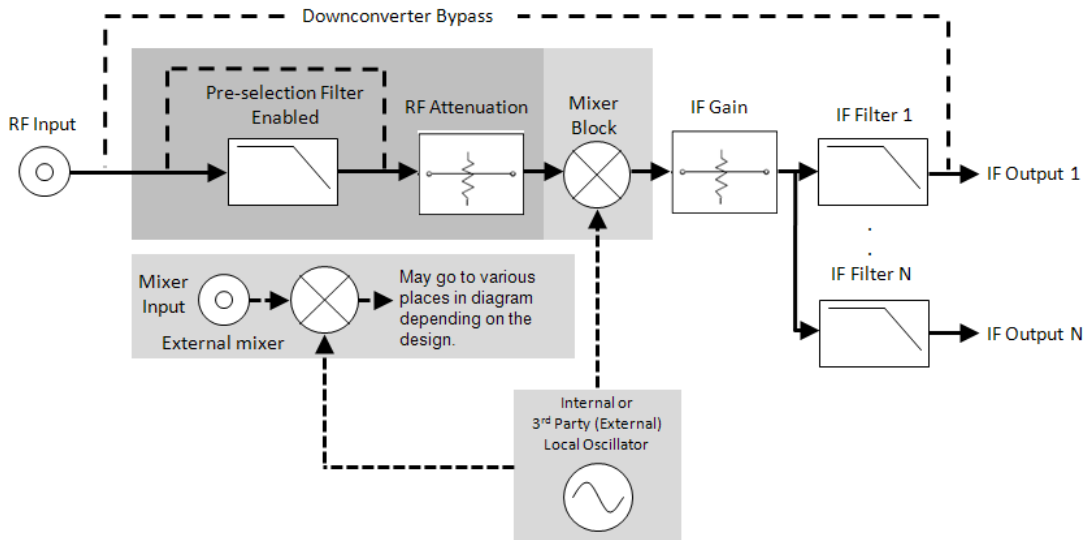 Downconverter Bypass
RF Input
Pre-selection Filter
Enabled
RF Attenuation
Mixer
Block
IF Gain
IF Filter 1
IF Output 1
.
.
IF Filter N
IF Output N
Mixer
Input
External mixer
May go to various
places in diagram
depending on the
design.
Internal or
3rd Party (External)
Local Oscillator